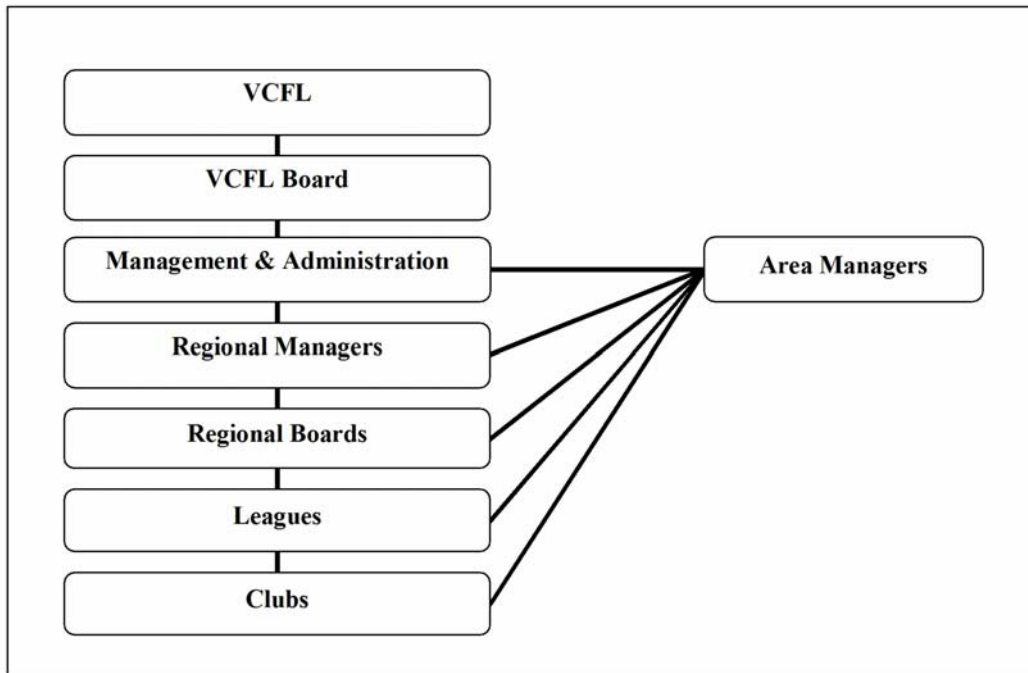 VCFL
VCFL Board
Management & Administration
Area Managers
Regional Managers
Regional Boards
Leagues
Clubs